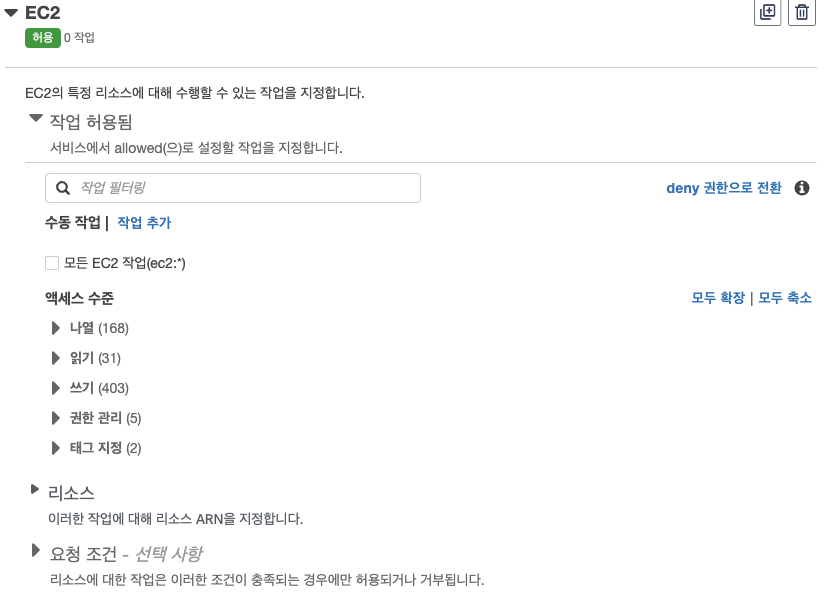 EC2
허용 0 작업
EC2의 특정 리소스에 대해 수행할 수 있는 작업을 지정합니다.
작업 허용됨
서비스에서 allowed(으)로 설정할 작업을 지정합니다.
작업 필터링
deny 권한으로 전환
수동 작업 | 작업 추가
모든 EC2 작업(ec2:*)
액세스 수준
모두 확장 | 모두 축소
나열 (168)
읽기 (31)
쓰기 (403)
권한 관리 (5)
태그 지정 (2)
리소스
이러한 작업에 대해 리소스 ARN을 지정합니다.
요청 조건 - 선택 사항
리소스에 대한 작업은 이러한 조건이 충족되는 경우에만 허용되거나 거부됩니다.